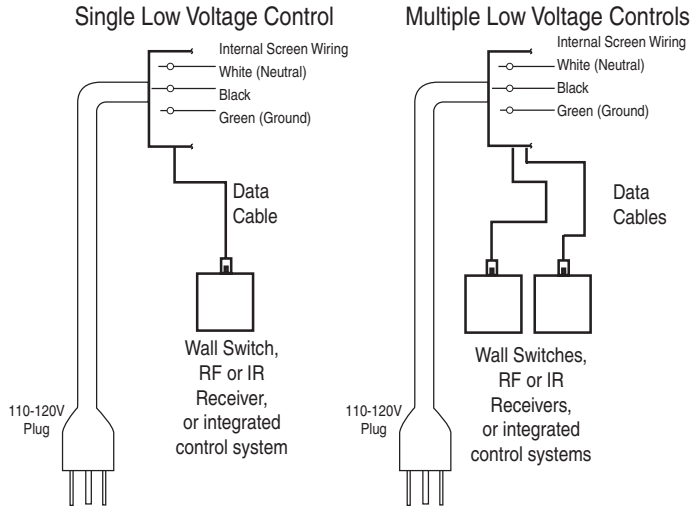 Single Low Voltage Control
Internal Screen Wiring
White (Neutral)
Black
Green (Ground)
Data
Cable
Wall Switch,
RF or IR
Receiver,
or integrated
control system
110-120V
Plug
Multiple Low Voltage Controls
Internal Screen Wiring
White (Neutral)
Black
Green (Ground)
Data
Cables
Wall Switches,
RF or IR
Receivers,
or integrated
control systems
110-120V
Plug